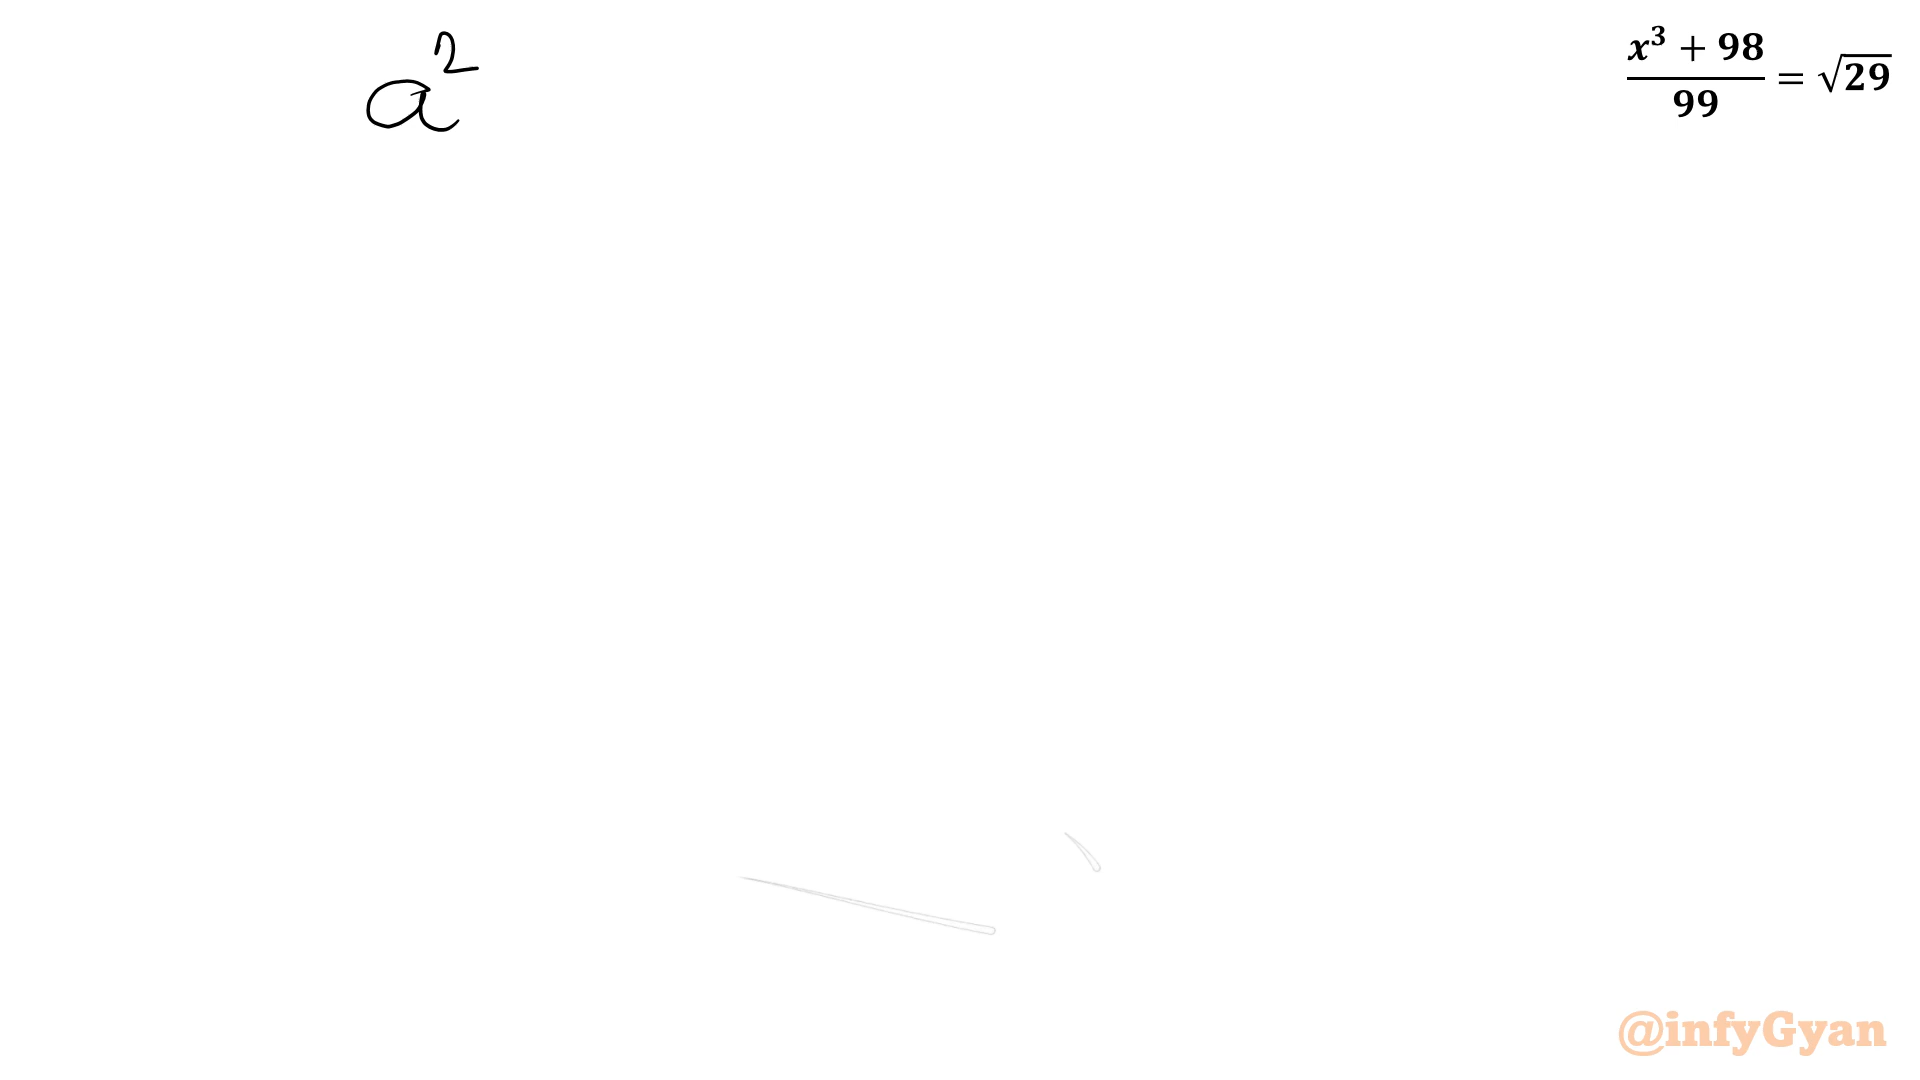 a²
x³ + 98
99
= √29
@infyGyan